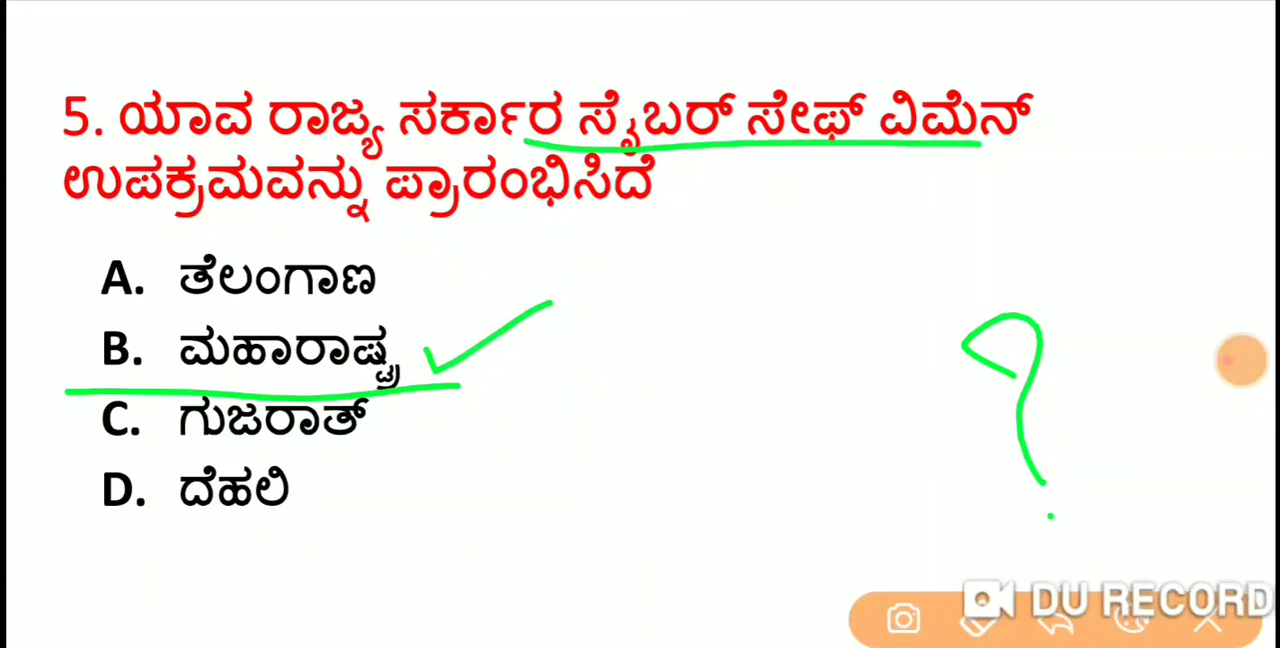 5. ಯಾವ ರಾಜ್ಯ ಸರ್ಕಾರ ಸೈಬರ್ ಸೇಫ್ ವಿಮೆನ್
ಉಪಕ್ರಮವನ್ನು ಪ್ರಾರಂಭಿಸಿದೆ
A. ತೆಲಂಗಾಣ
B. ಮಹಾರಾಷ್ಟ್ರ
C. ಗುಜರಾತ್
D. ದೆಹಲಿ
?
DU RECORD